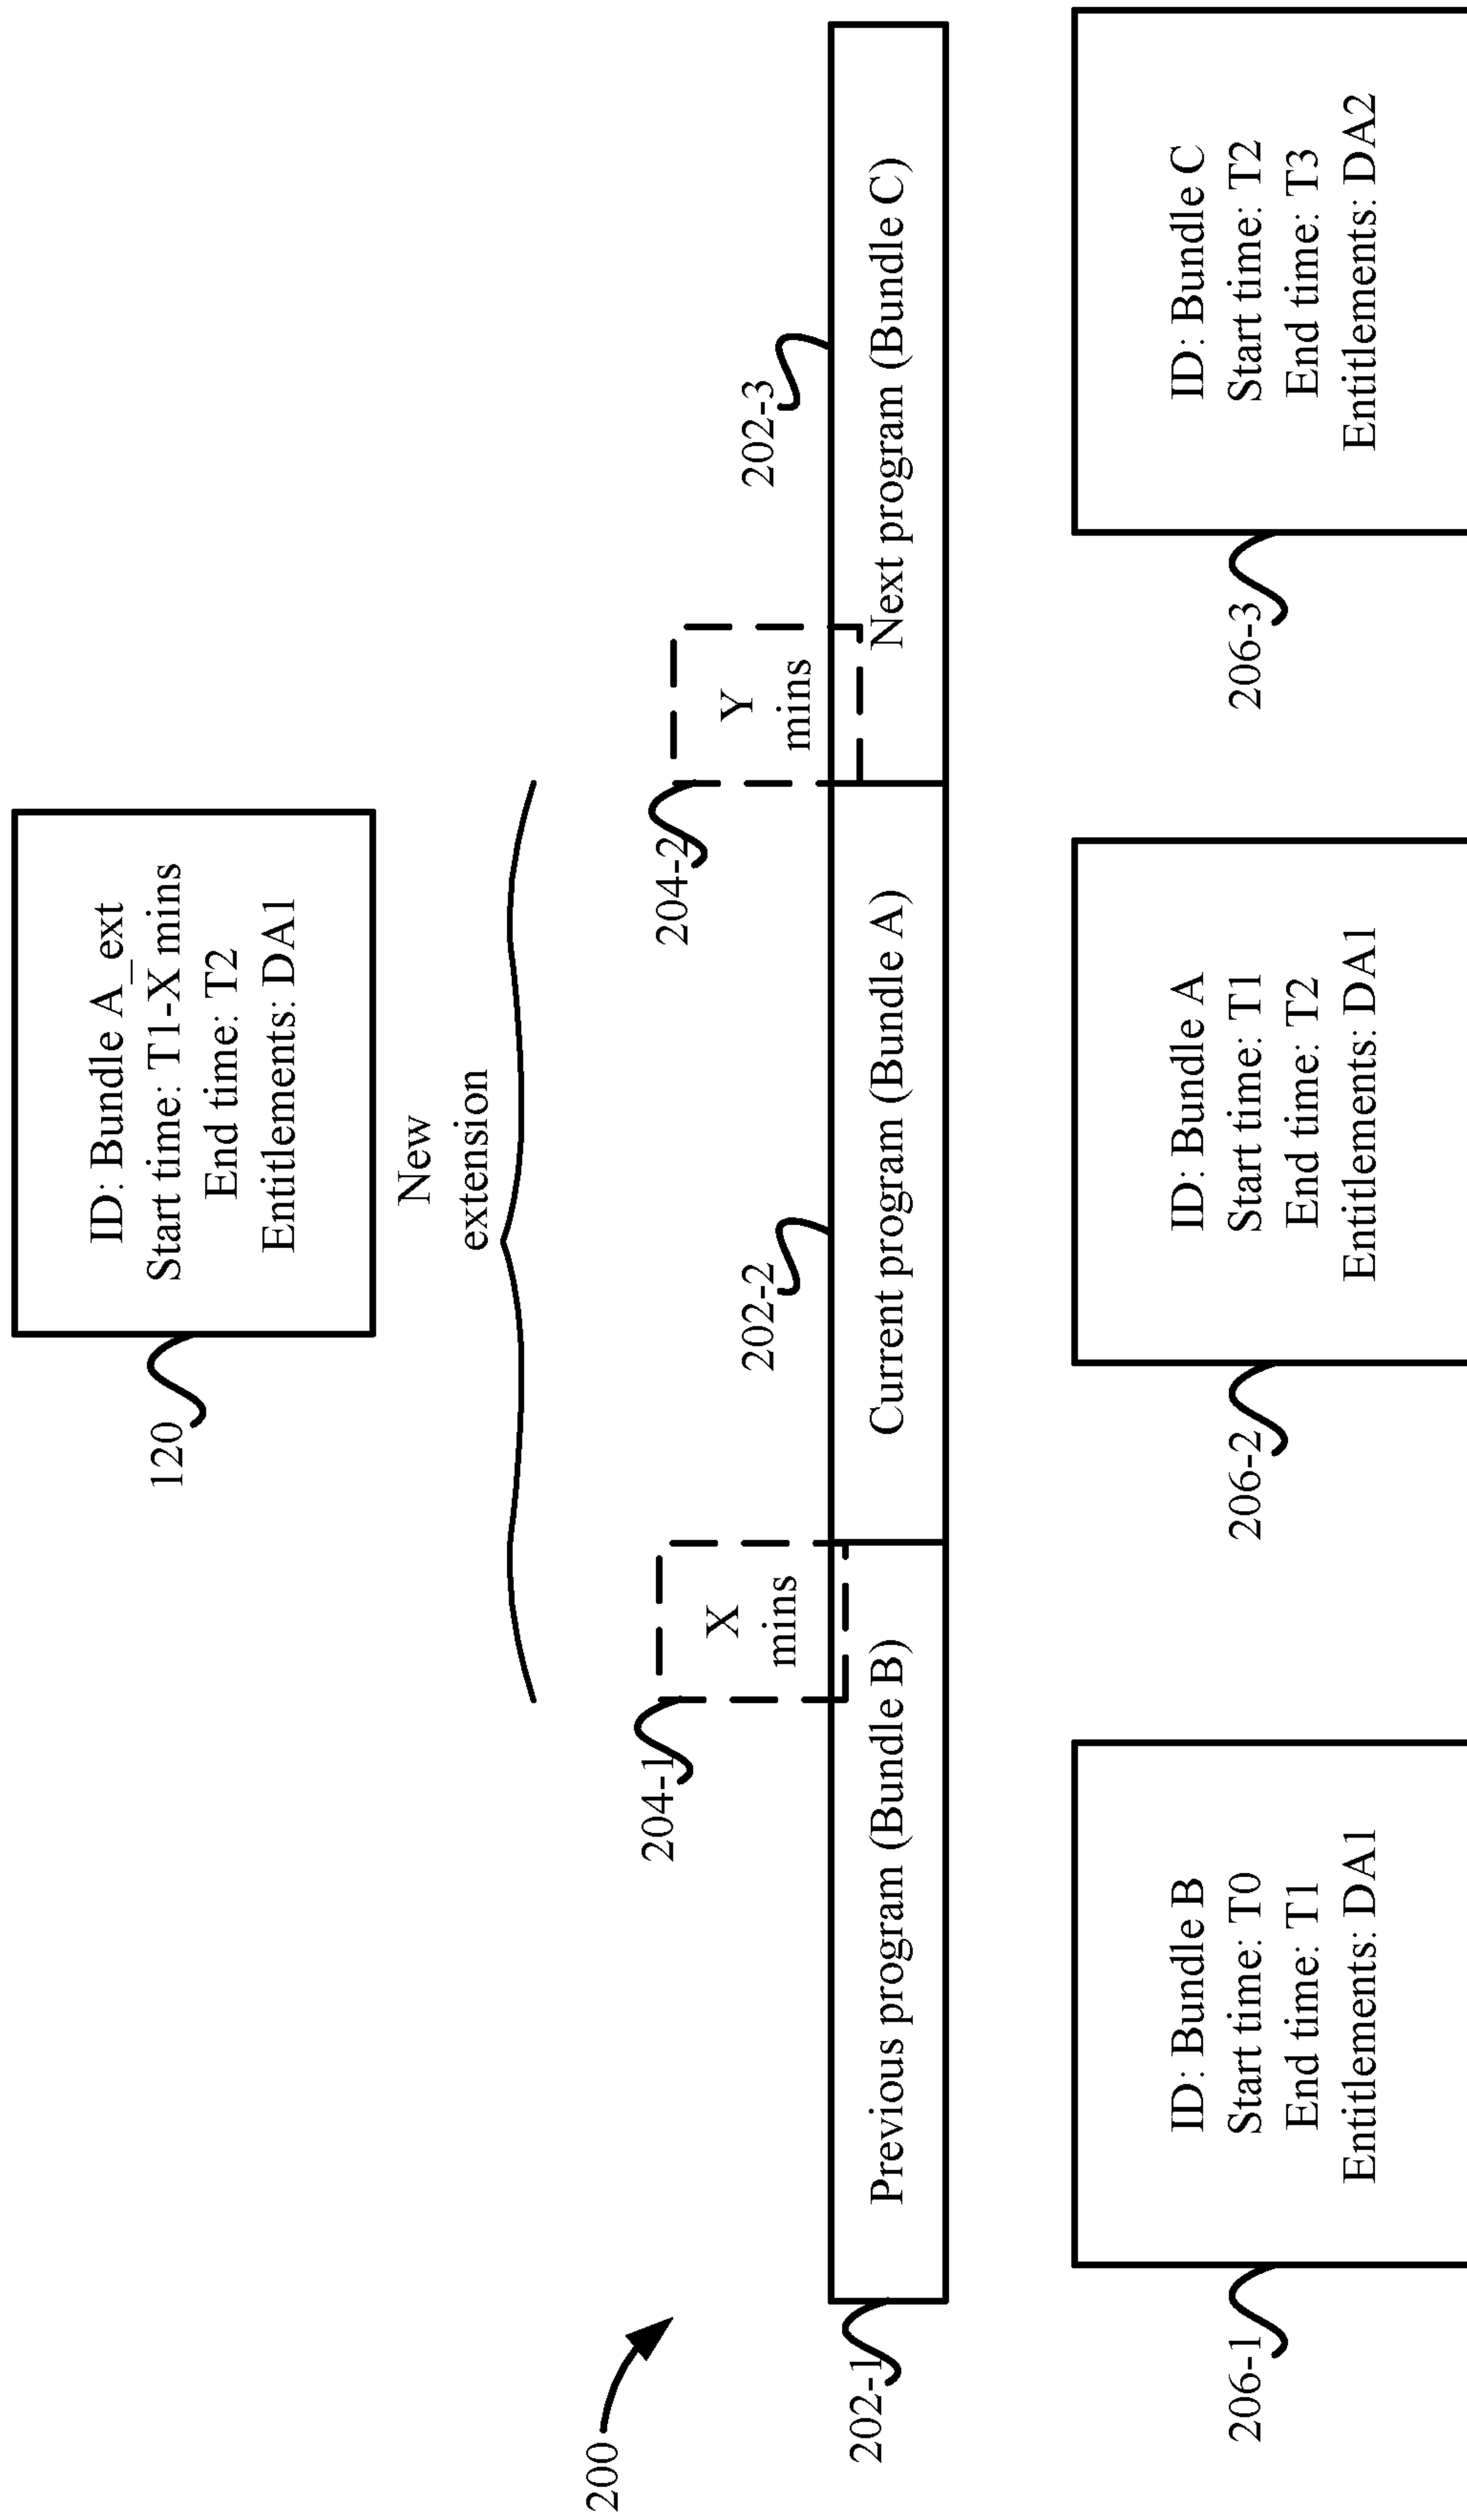 ID: Bundle A_ext
Start time: T1-X mins
End time: T2
Entitlements: DA1
120
New
extension
200
204-1
X
mins
204-2
Y
mins
202-1
Previous program (Bundle B)
202-2
Current program (Bundle A)
202-3
Next program (Bundle C)
206-1
ID: Bundle B
Start time: T0
End time: T1
Entitlements: DA1
206-2
ID: Bundle A
Start time: T1
End time: T2
Entitlements: DA1
206-3
ID: Bundle C
Start time: T2
End time: T3
Entitlements: DA2